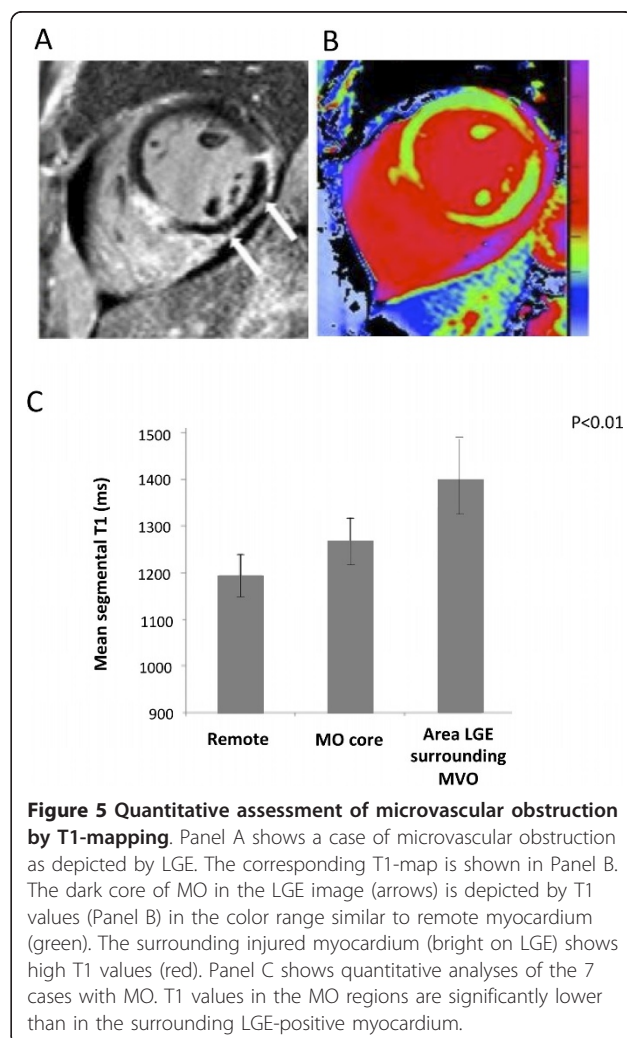 A
B
C
P<0.01
Mean segmental T1 (ms)
1500
1400
1300
1200
1100
1000
900
Remote
MO core
Area LGE
surrounding
MVO
Figure 5 Quantitative assessment of microvascular obstruction
by T1-mapping. Panel A shows a case of microvascular obstruction
as depicted by LGE. The corresponding T1-map is shown in Panel B.
The dark core of MO in the LGE image (arrows) is depicted by T1
values (Panel B) in the color range similar to remote myocardium
(green). The surrounding injured myocardium (bright on LGE) shows
high T1 values (red). Panel C shows quantitative analyses of the 7
cases with MO. T1 values in the MO regions are significantly lower
than in the surrounding LGE-positive myocardium.